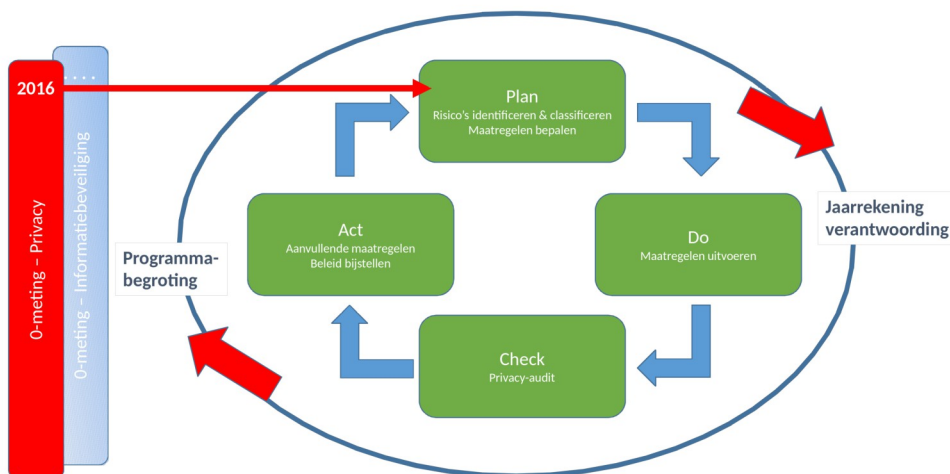 2016
0-meting – Privacy
....
0-meting – Informatiebeveiliging
Plan
Risico's identificeren & classificeren
Maatregelen bepalen
Act
Aanvullende maatregelen
Beleid bijstellen
Do
Maatregelen uitvoeren
Check
Privacy-audit
Programma-
begroting
Jaarrekening
verantwoording